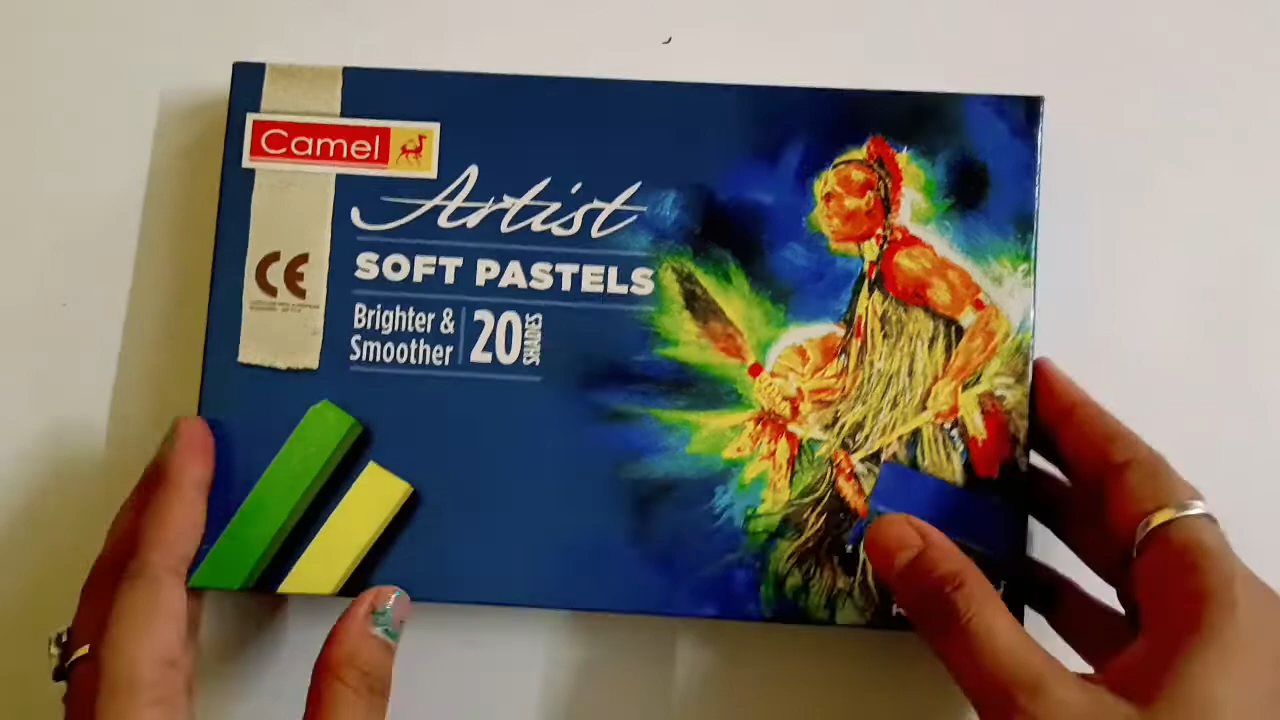 Camel
CE
Artist
SOFT PASTELS
Brighter &
Smoother
20
SHADES